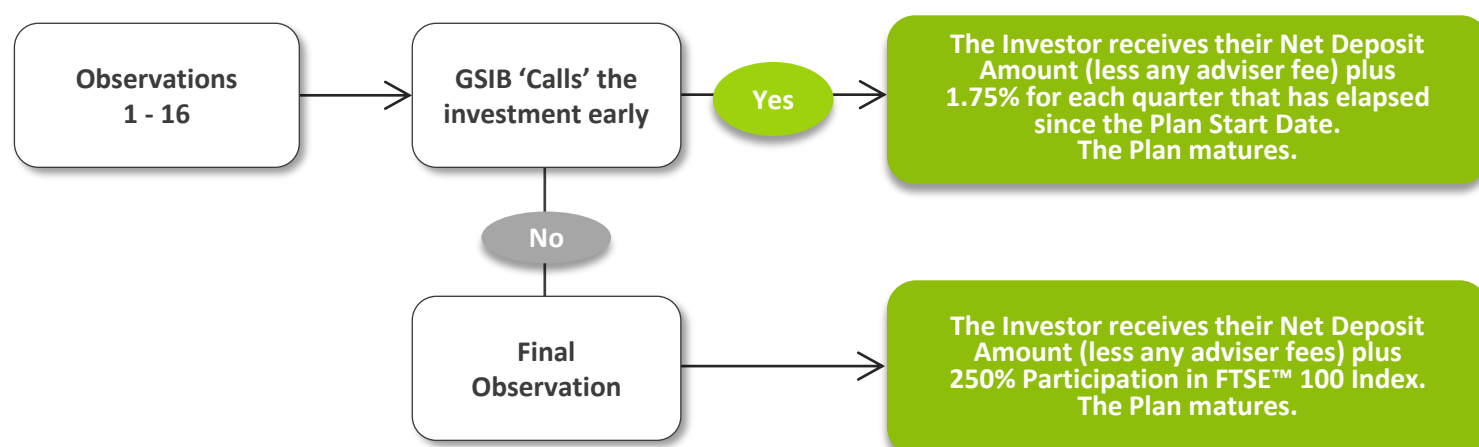 Observations
1 - 16
GSIB ‘Calls’ the
investment early
Yes
The Investor receives their Net Deposit
Amount (less any adviser fee) plus
1.75% for each quarter that has elapsed
since the Plan Start Date.
The Plan matures.
No
Final
Observation
The Investor receives their Net Deposit
Amount (less any adviser fees) plus
250% Participation in FTSE™ 100 Index.
The Plan matures.